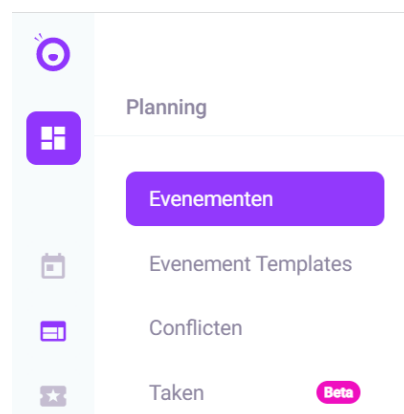 Planning
Evenementen
Evenement Templates
Conflicten
Taken Beta